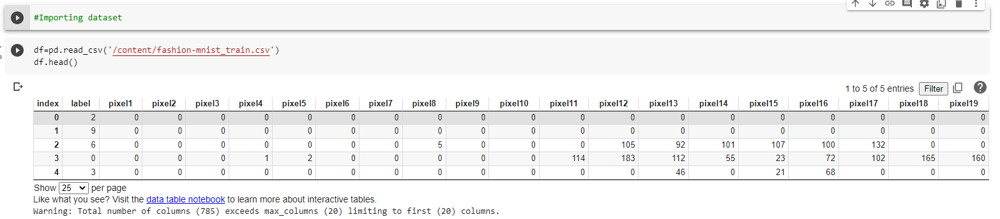 #Importing dataset
df=pd.read_csv('/content/fashion-mnist_train.csv')
df.head()
1 to 5 of 5 entries Filter
index label pixel1 pixel2 pixel3 pixel4 pixel5 pixel6 pixel7 pixel8 pixel9 pixel10 pixel11 pixel12 pixel13 pixel14 pixel15 pixel16 pixel17 pixel18 pixel19
0 2 0 0 0 0 0 0 0 0 0 0 0 0 0 0 0 0 0 0 0
1 9 0 0 0 0 0 0 0 0 0 0 0 0 0 0 0 0 0 0 0
2 6 0 0 0 0 0 0 0 5 0 0 0 105 92 101 107 100 132 0 0
3 0 0 0 0 1 2 0 0 0 0 0 114 183 112 55 23 72 102 165 160
4 3 0 0 0 0 0 0 0 0 0 0 0 0 46 0 21 68 0 0 0
Show 25 per page
Like what you see? Visit the data table notebook to learn more about interactive tables.
Warning: Total number of columns (785) exceeds max_columns (20) limiting to first (20) columns.